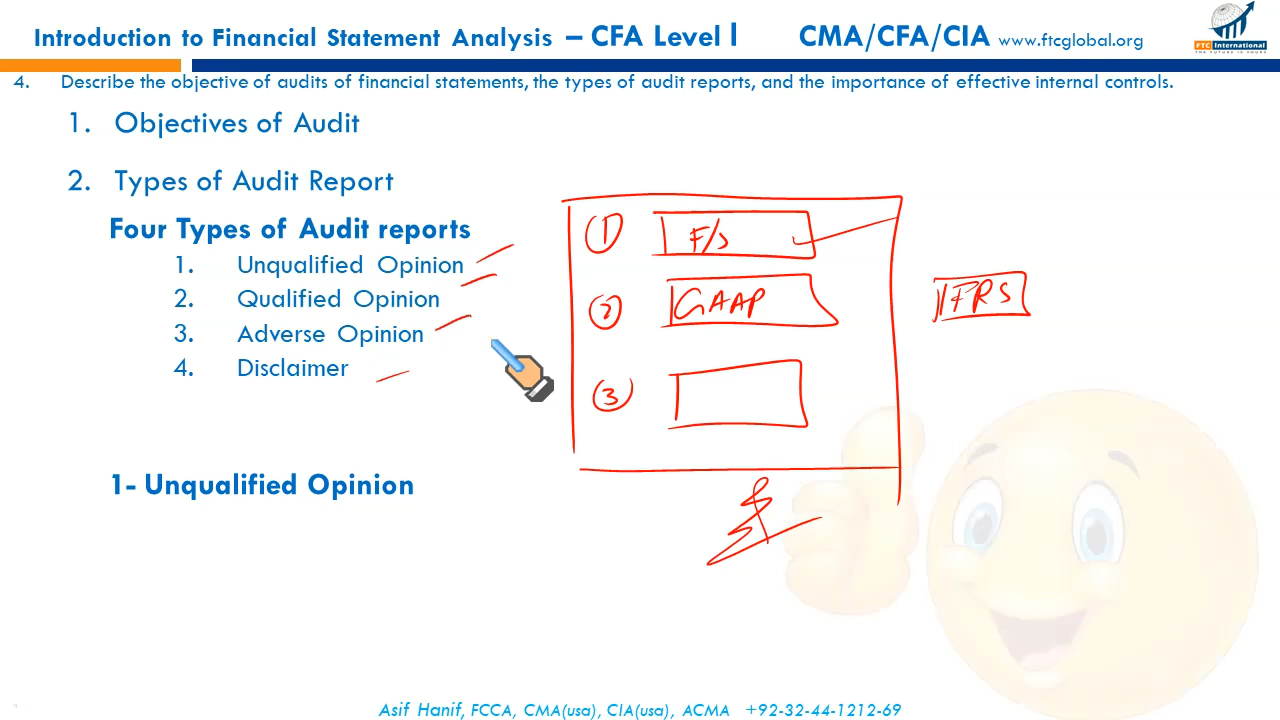 Introduction to Financial Statement Analysis – CFA Level I CMA/CFA/CIA www.ftcglobal.org
FTC International
4. Describe the objective of audits of financial statements, the types of audit reports, and the importance of effective internal controls.
1. Objectives of Audit
2. Types of Audit Report
Four Types of Audit reports
1. Unqualified Opinion
2. Qualified Opinion
3. Adverse Opinion
4. Disclaimer
1 F/S
2 GAAP
3
IFRS
1- Unqualified Opinion
Asif Hanif, FCCA, CMA(usa), CIA(usa), ACMA +92-32-44-1212-69